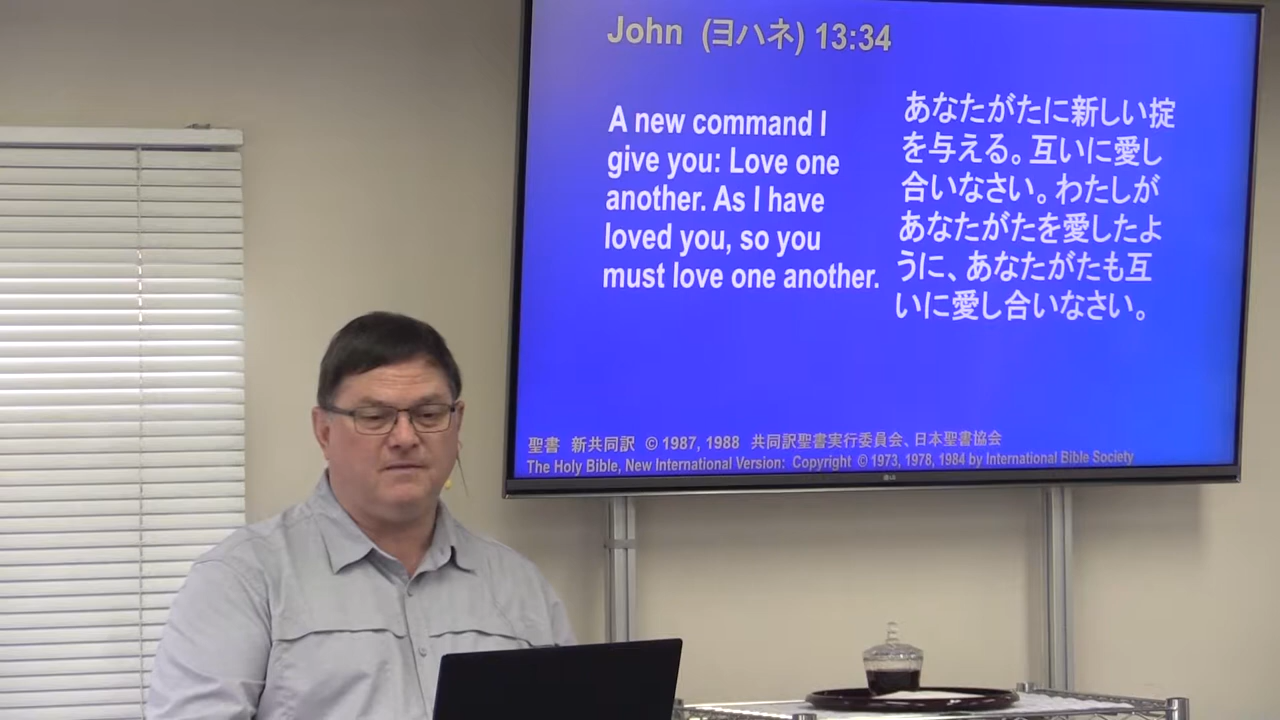 John (ヨハネ) 13:34
A new command I
give you: Love one
another. As I have
loved you, so you
must love one another.
あなたがたに新しい掟
を与える。互いに愛し
合いなさい。わたしが
あなたがたを愛したよ
うに、あなたがたも互
いに愛し合いなさい。
聖書 新共同訳 © 1987, 1988 共同訳聖書実行委員会、日本聖書協会
The Holy Bible, New International Version: Copyright © 1973, 1978, 1984 by International Bible Society
LG